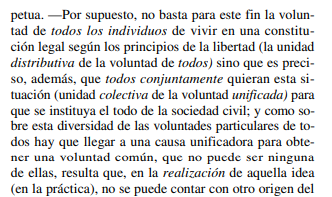 petua. —Por supuesto, no basta para este fin la volun-
tad de todos los individuos de vivir en una constitu-
ción legal según los principios de la libertad (la unidad
distributiva de la voluntad de todos) sino que es preci-
so, además, que todos conjuntamente quieran esta si-
tuación (unidad colectiva de la voluntad unificada) para
que se instituya el todo de la sociedad civil; y como so-
bre esta diversidad de las voluntades particulares de to-
dos hay que llegar a una causa unificadora para obte-
ner una voluntad común, que no puede ser ninguna
de ellas, resulta que, en la realización de aquella idea
(en la práctica), no se puede contar con otro origen del